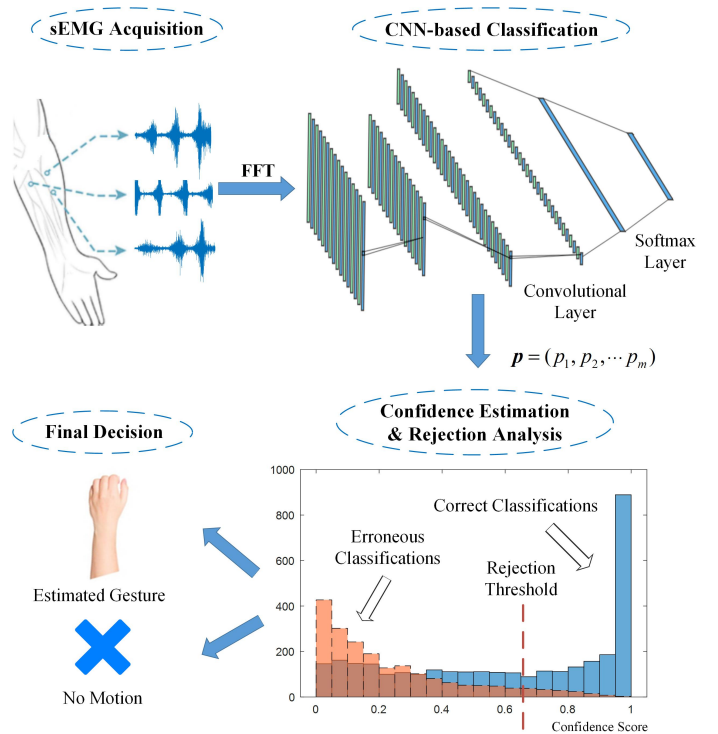 sEMG Acquisition
CNN-based Classification
FFT
Softmax
Layer
Convolutional
Layer
p = (p1, p2, ⋯ pm)
Final Decision
Confidence Estimation
& Rejection Analysis
Estimated Gesture
No Motion
1000
800
600
400
200
0
Erroneous
Classifications
Correct Classifications
Rejection
Threshold
0
0.2
0.4
0.6
0.8
1
Confidence Score